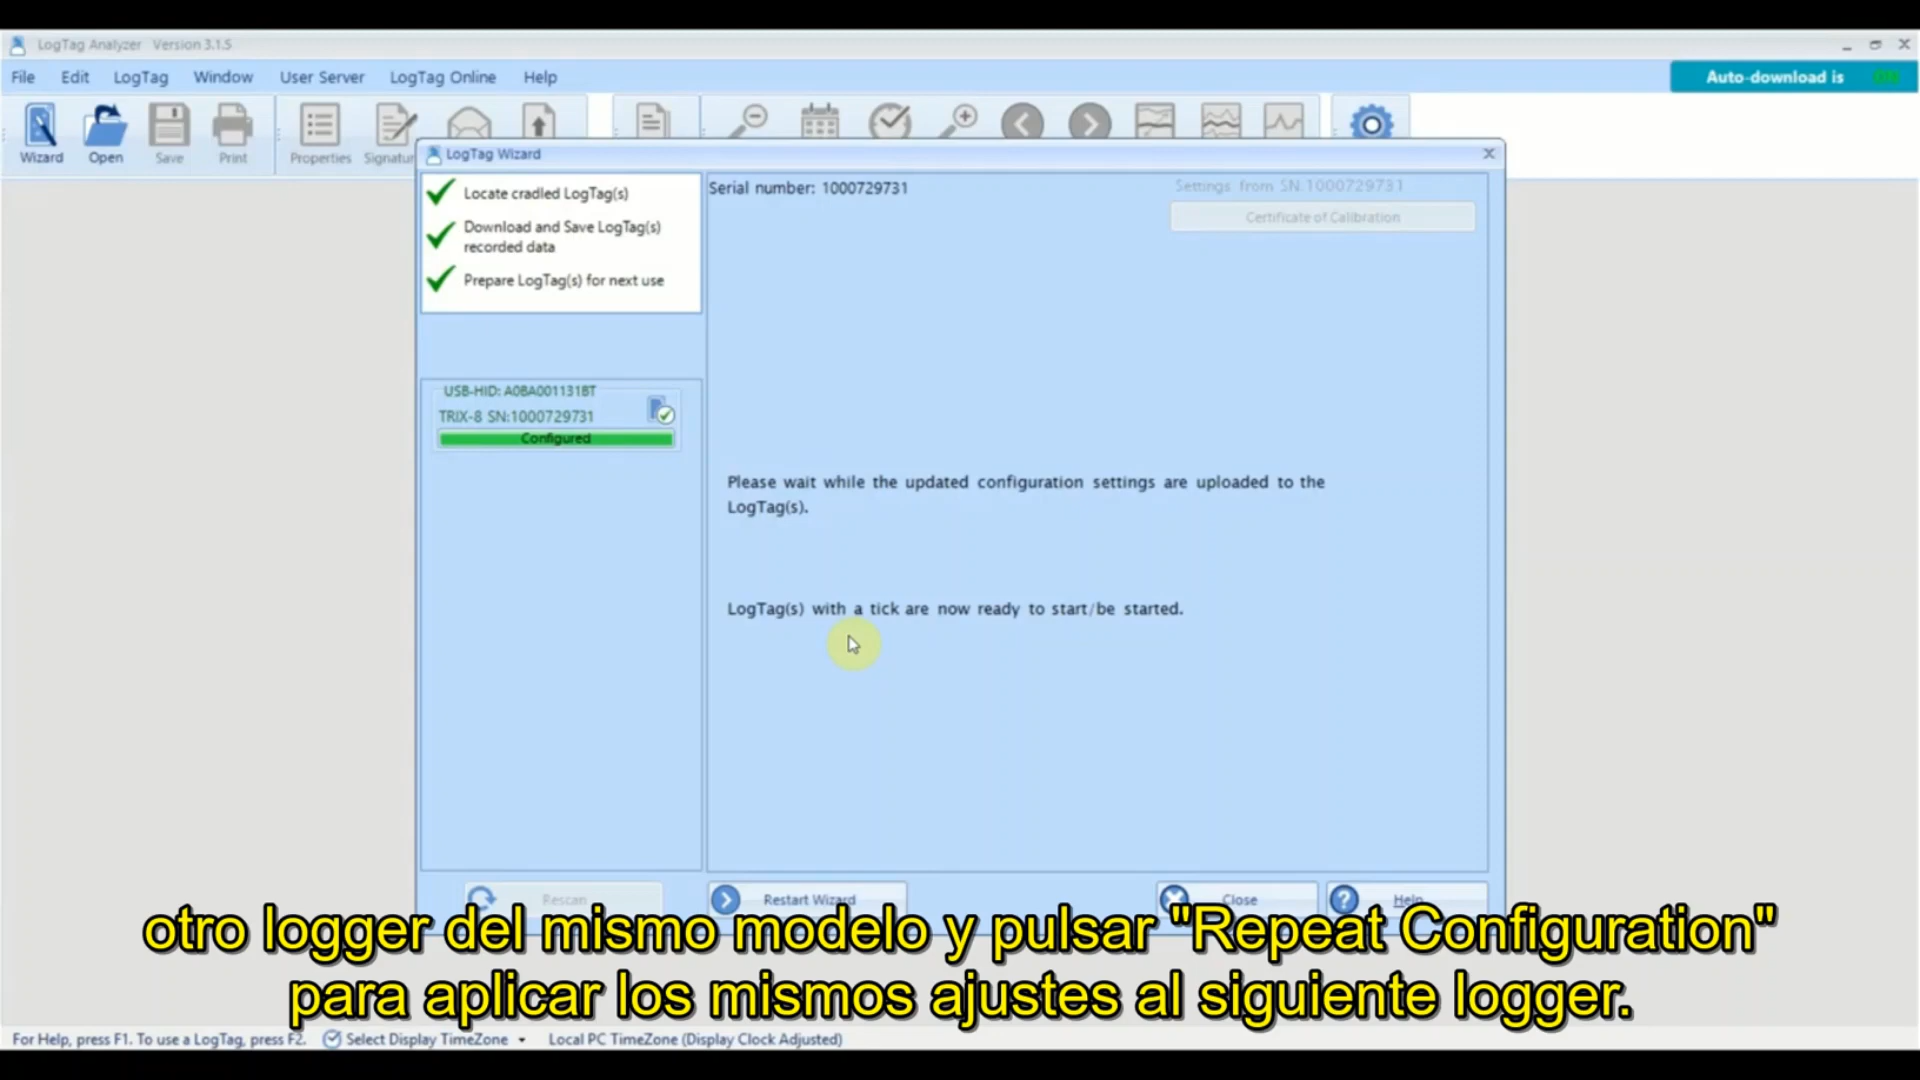 LogTag Analyzer Version 3.1.5
File Edit LogTag Window User Server LogTag Online Help
Auto-download is
Wizard Open Save Print Properties Signatur
LogTag Wizard
Locate cradled LogTag(s)
Download and Save LogTag(s)
recorded data
Prepare LogTag(s) for next use
Serial number: 1000729731
Settings from SN:1000729731
Certificate of Calibration
USB-HID: A0BA001131BT
TRIX-8 SN:1000729731
Configured
Please wait while the updated configuration settings are uploaded to the
LogTag(s).
LogTag(s) with a tick are now ready to start/be started.
Rescan Restart Wizard Close Help
otro logger del mismo modelo y pulsar "Repeat Configuration"
para aplicar los mismos ajustes al siguiente logger.
For Help, press F1. To use a LogTag, press F2. Select Display TimeZone Local PC TimeZone (Display Clock Adjusted)